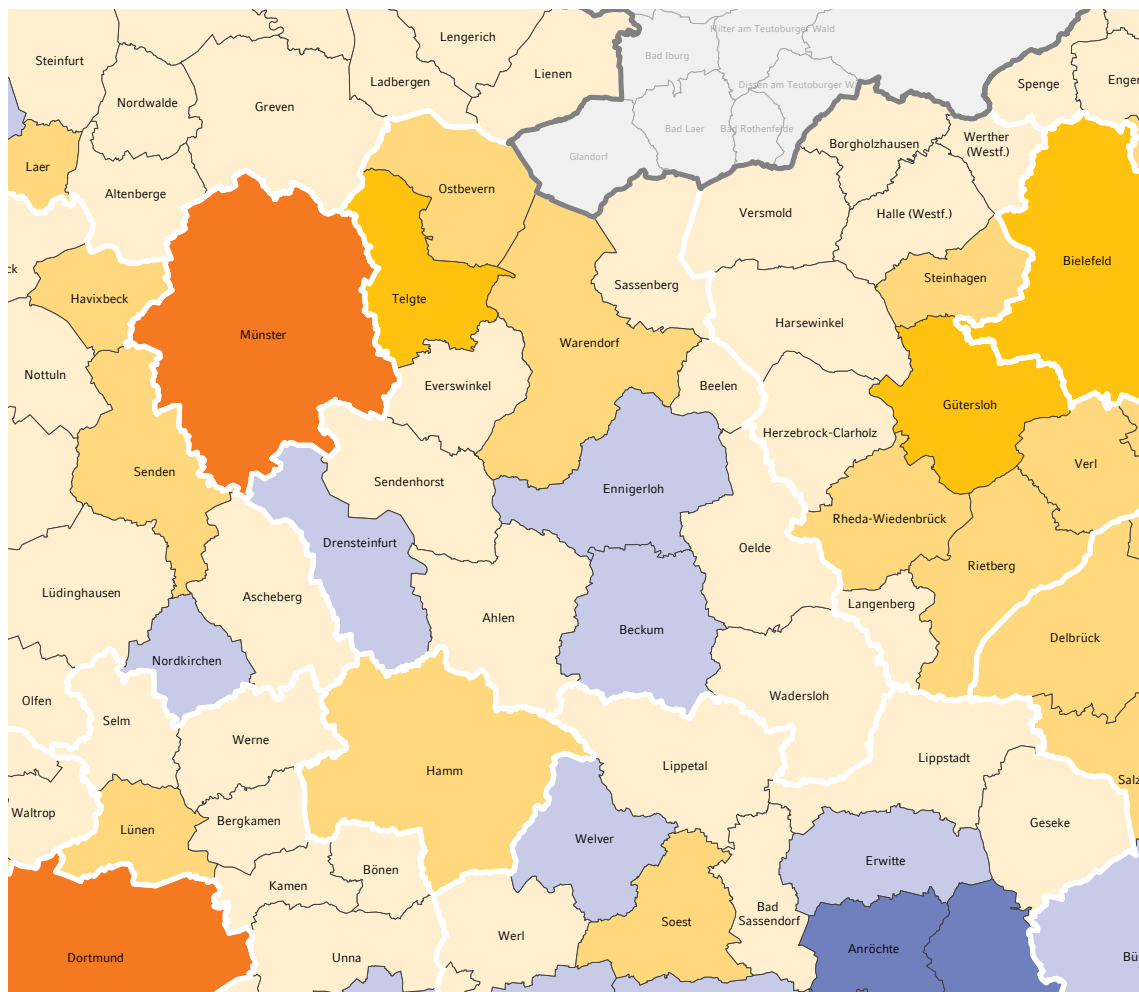 Lengerich
Hilter am Teutoburger Wald
Steinfurt
Bad Iburg
Lienen
Ladbergen
Dissen am Teutoburger W
Spenge
Enger
Nordwalde
Greven
Bad Laer
Bad Rothenfelde
Borgholzhausen
Werther
(Westf.)
Glandorf
Laer
Altenberge
Ostbevern
Versmold
Halle (Westf.)
Bielefeld
ck
Havixbeck
Telgte
Sassenberg
Steinhagen
Münster
Harsewinkel
Warendorf
Nottuln
Everswinkel
Beelen
Gütersloh
Herzebrock-Clarholz
Senden
Sendenhorst
Ennigerloh
Verl
Rheda-Wiedenbrück
Drensteinfurt
Oelde
Rietberg
Lüdinghausen
Ascheberg
Langenberg
Ahlen
Beckum
Delbrück
Nordkirchen
Wadersloh
Olfen
Selm
Werne
Lippstadt
Lippetal
Hamm
Salz
Waltrop
Bergkamen
Geseke
Lünen
Welver
Erwitte
Bönen
Kamen
Bad
Sassendorf
Soest
Werl
Anröchte
Dortmund
Unna
Bü